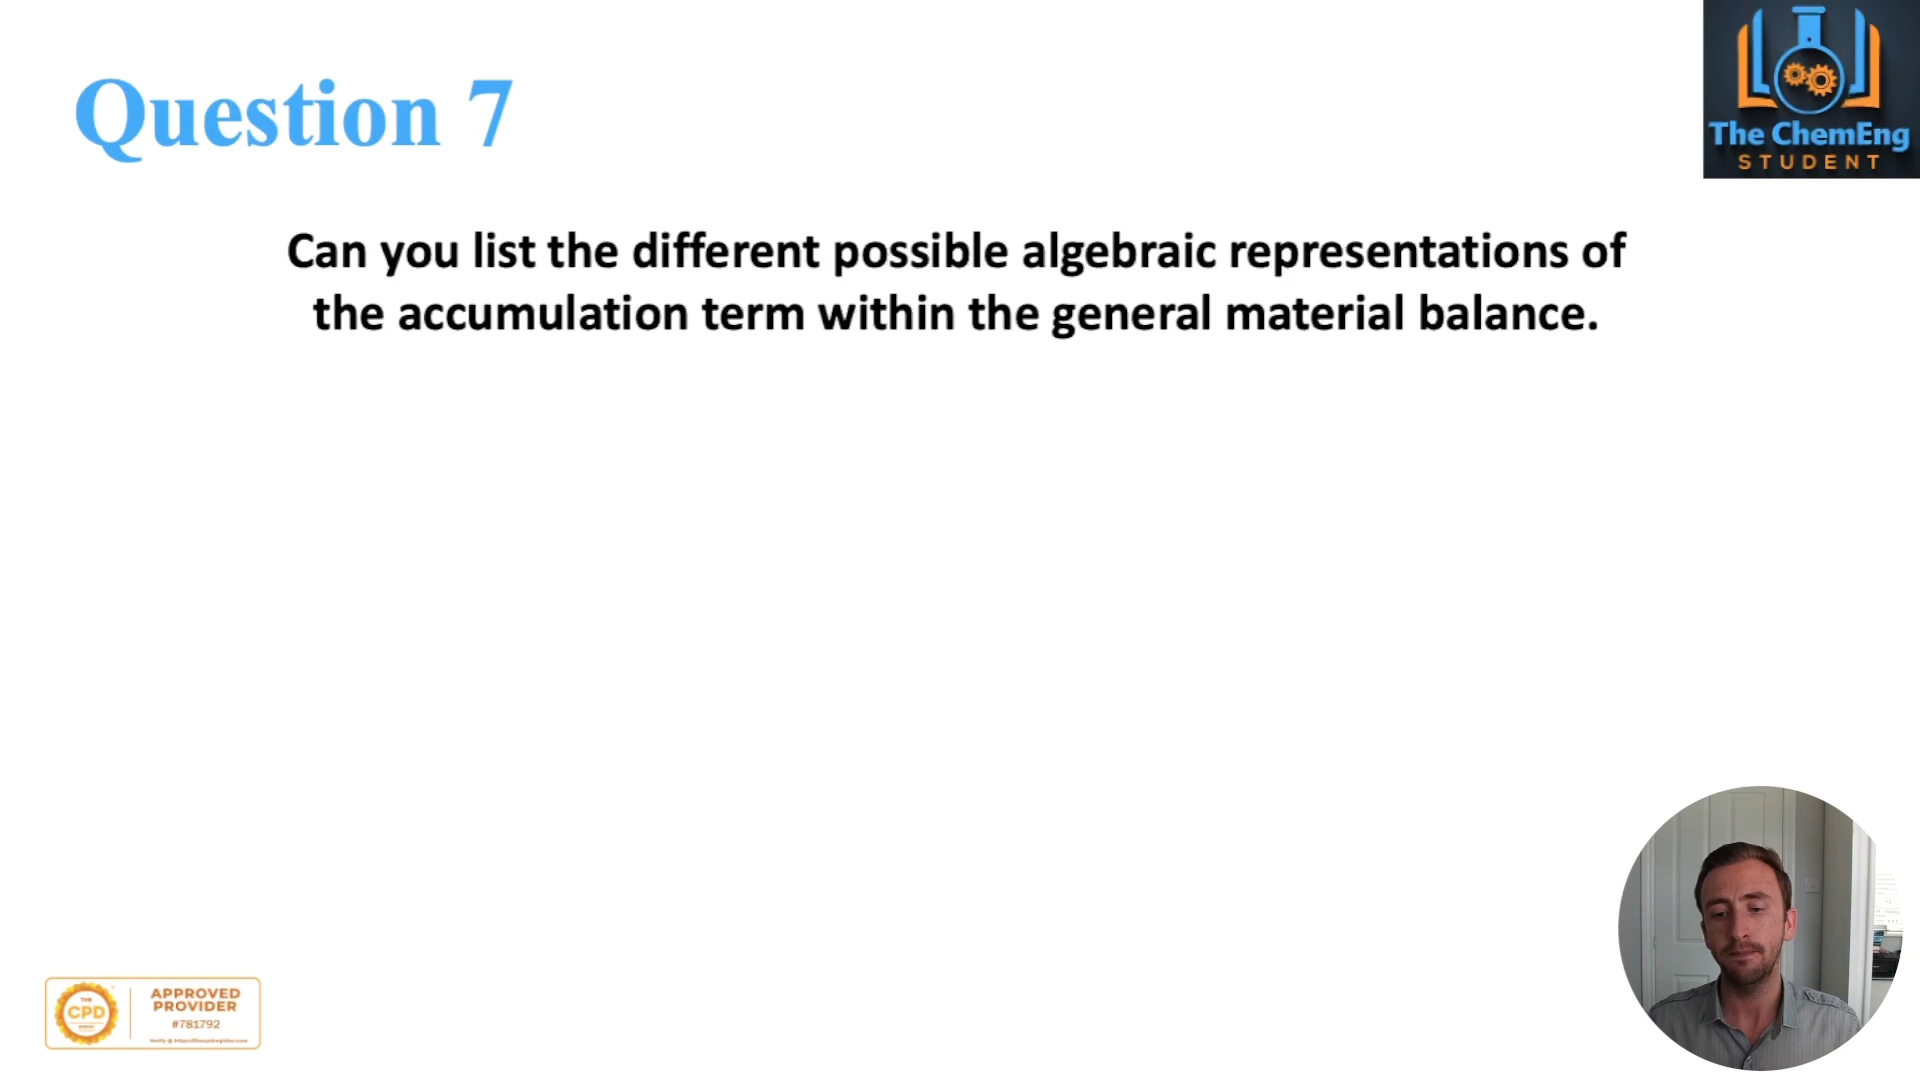 Question 7
The ChemEng
STUDENT
Can you list the different possible algebraic representations of
the accumulation term within the general material balance.
THE
CPD
APPROVED
PROVIDER
#781792